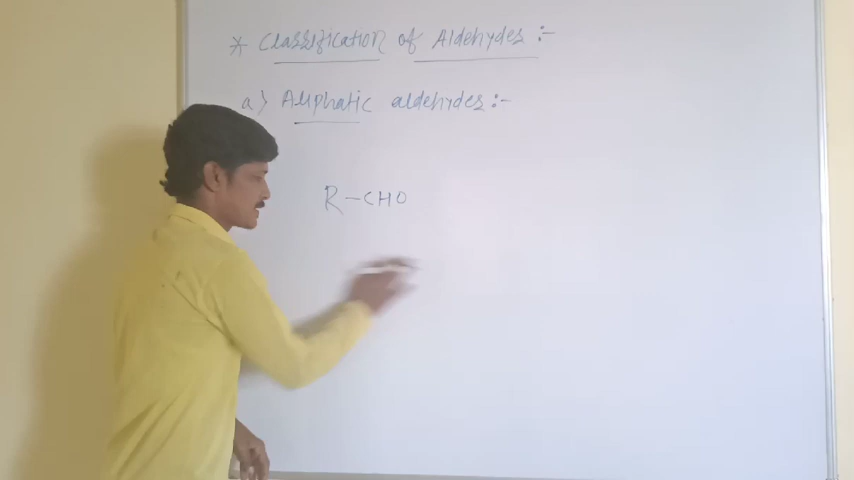 * Classification of Aldehydes :-
a) Aliphatic aldehydes :-
R-CHO